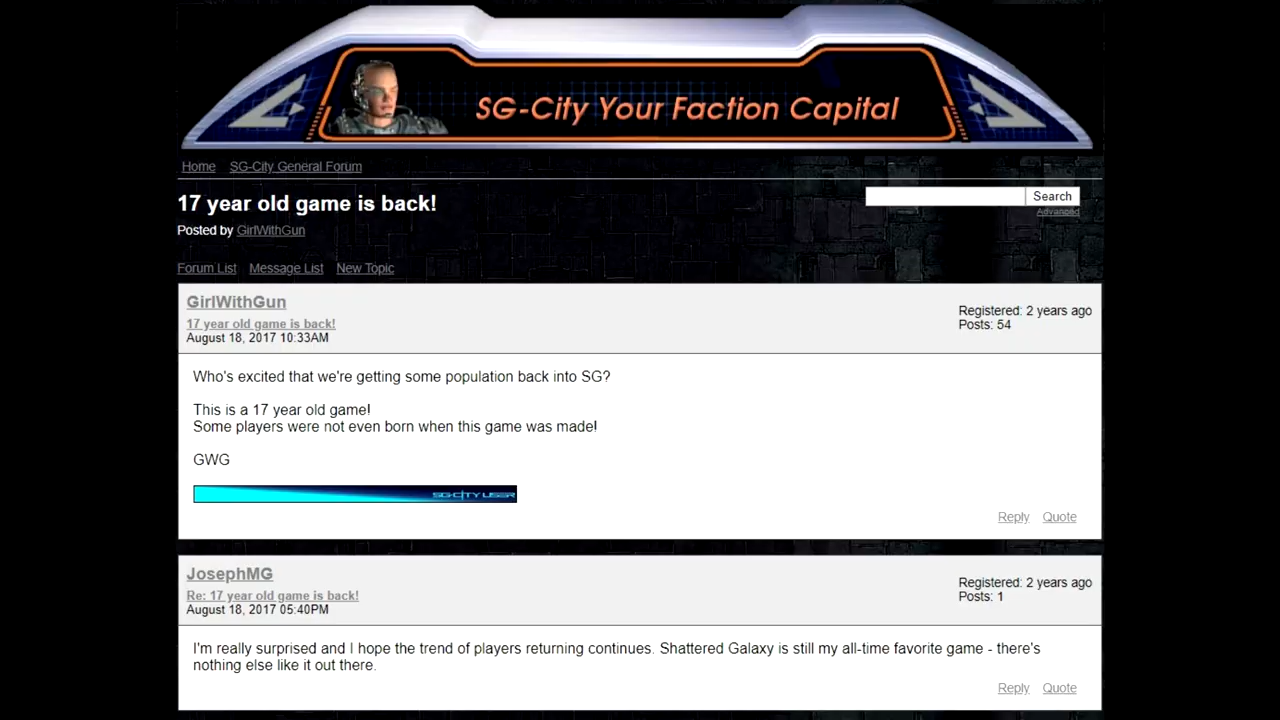 SG-City Your Faction Capital
Home SG-City General Forum
17 year old game is back!
Search
Advanced
Posted by GirlWithGun
Forum List Message List New Topic
GirlWithGun
17 year old game is back!
August 18, 2017 10:33AM
Registered: 2 years ago
Posts: 54
Who's excited that we're getting some population back into SG?
This is a 17 year old game!
Some players were not even born when this game was made!
GWG
SG-CITY USER
Reply Quote
JosephMG
Re: 17 year old game is back!
August 18, 2017 05:40PM
Registered: 2 years ago
Posts: 1
I'm really surprised and I hope the trend of players returning continues. Shattered Galaxy is still my all-time favorite game - there's
nothing else like it out there.
Reply Quote